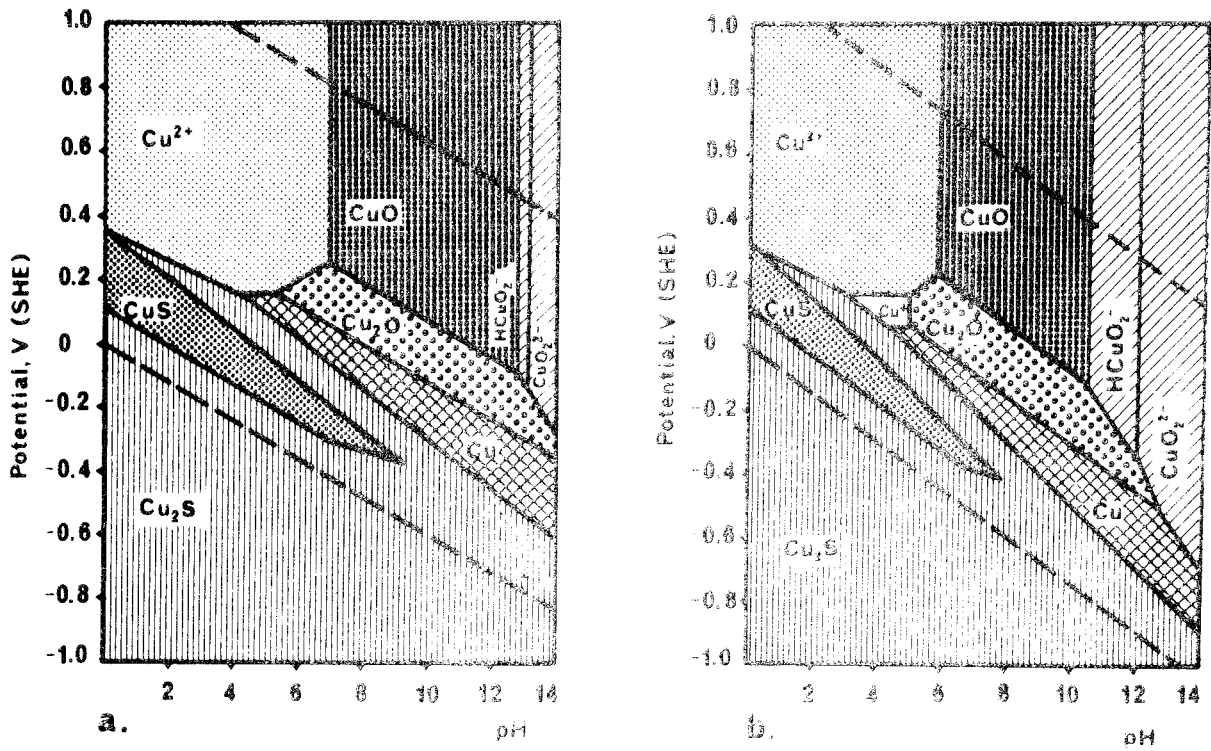 1.0
0.8
0.6
0.4
0.2
0
-0.2
-0.4
-0.6
-0.8
-1.0
Potential, V (SHE)
Cu²⁺
CuO
CuS
Cu₂O
HCuO₂⁻
CuO₂²⁻
Cu
Cu₂S
2 4 6 8 10 12 14
a. pH
1.0
0.8
0.6
0.4
0.2
0
-0.2
-0.4
-0.6
-0.8
-1.0
Potential, V (SHE)
CuO
CuS
Cu⁺
Cu₂O
HCuO₂⁻
CuO₂²⁻
Cu
Cu₂S
2 4 6 8 10 12 14
b. pH